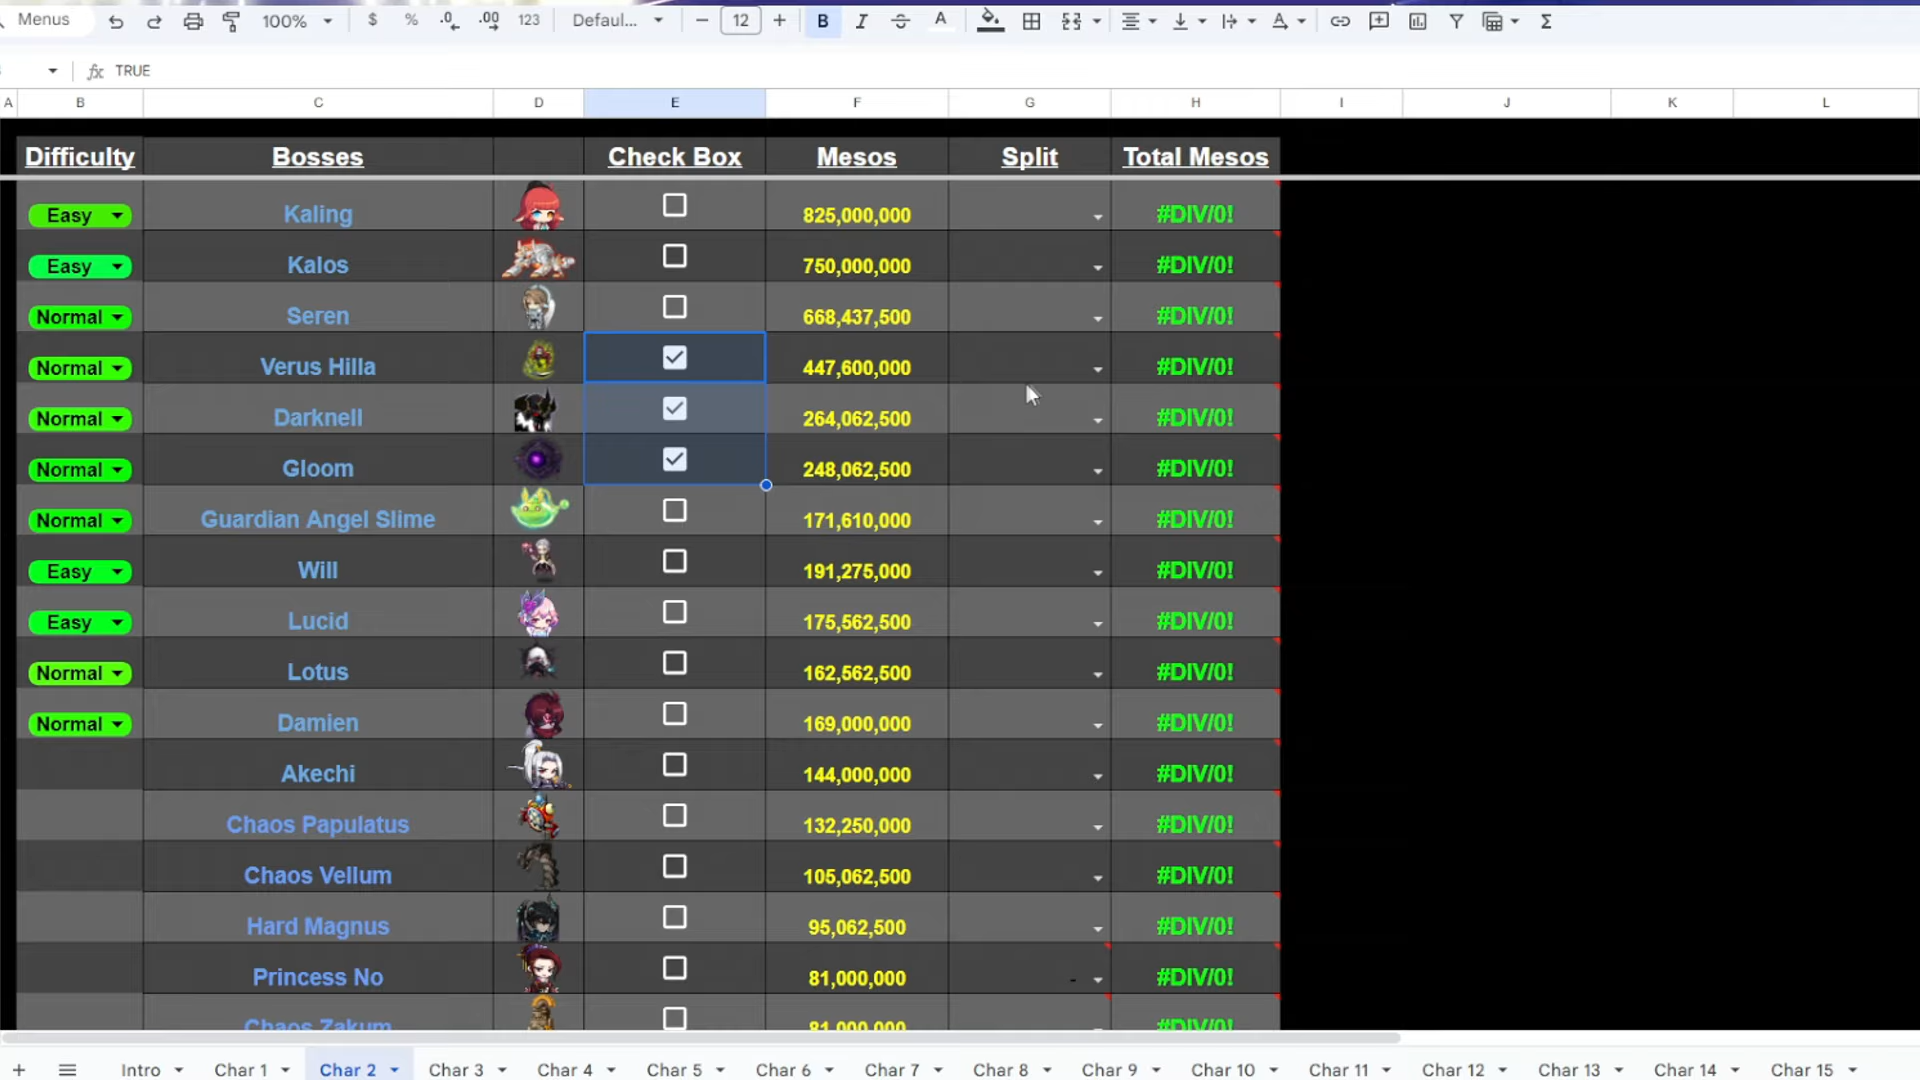 Menus 100% $ % .0 .00 123 Defaul... − 12 + B I A Σ
fx TRUE
A B C D E F G H I J K L
Difficulty Bosses Check Box Mesos Split Total Mesos
Easy Kaling 825,000,000 #DIV/0!
Easy Kalos 750,000,000 #DIV/0!
Normal Seren 668,437,500 #DIV/0!
Normal Verus Hilla 447,600,000 #DIV/0!
Normal Darknell 264,062,500 #DIV/0!
Normal Gloom 248,062,500 #DIV/0!
Normal Guardian Angel Slime 171,610,000 #DIV/0!
Easy Will 191,275,000 #DIV/0!
Easy Lucid 175,562,500 #DIV/0!
Normal Lotus 162,562,500 #DIV/0!
Normal Damien 169,000,000 #DIV/0!
Akechi 144,000,000 #DIV/0!
Chaos Papulatus 132,250,000 #DIV/0!
Chaos Vellum 105,062,500 #DIV/0!
Hard Magnus 95,062,500 #DIV/0!
Princess No 81,000,000 - #DIV/0!
Chaos Zakum 81,000,000 #DIV/0!
+ Intro Char 1 Char 2 Char 3 Char 4 Char 5 Char 6 Char 7 Char 8 Char 9 Char 10 Char 11 Char 12 Char 13 Char 14 Char 15